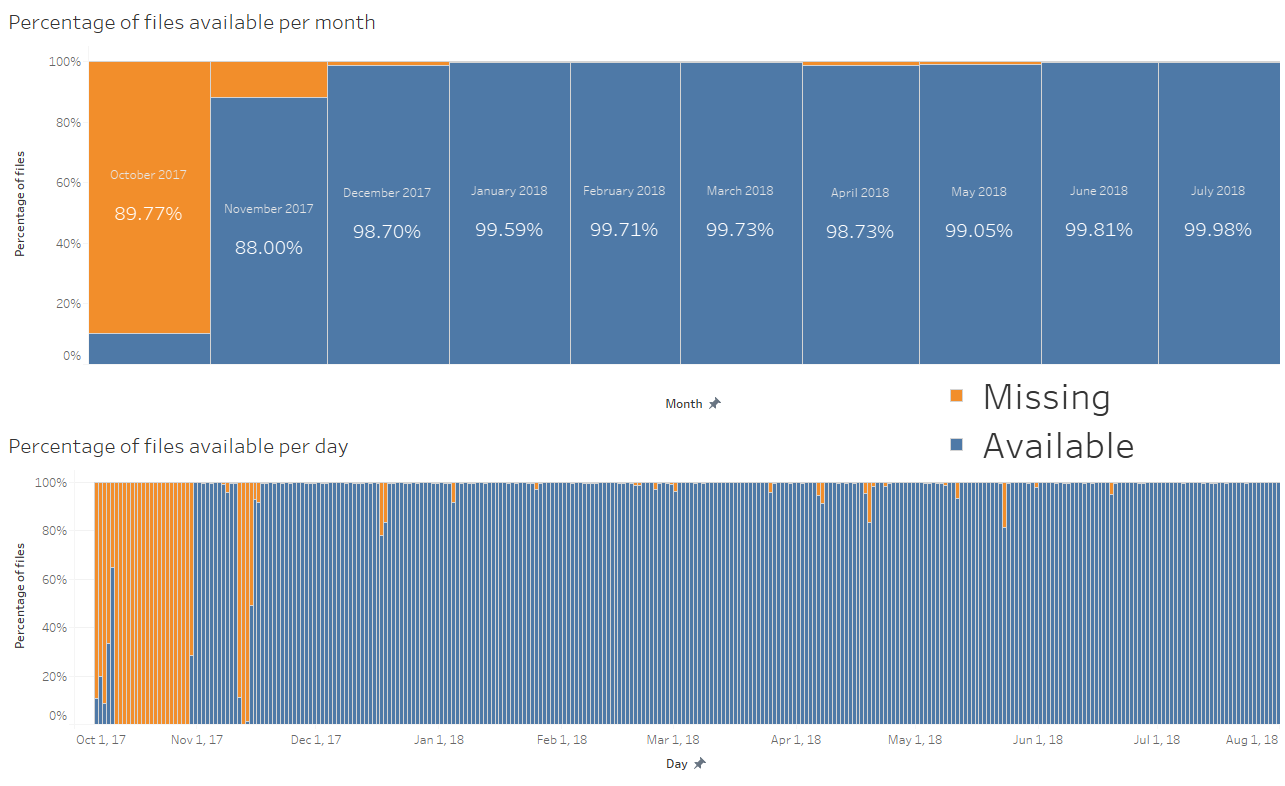 Percentage of files available per month
Percentage of files
100%
80%
60%
40%
20%
0%
October 2017
89.77%
November 2017
88.00%
December 2017
98.70%
January 2018
99.59%
February 2018
99.71%
March 2018
99.73%
April 2018
98.73%
May 2018
99.05%
June 2018
99.81%
July 2018
99.98%
Month
Missing
Available
Percentage of files available per day
Percentage of files
100%
80%
60%
40%
20%
0%
Oct 1, 17
Nov 1, 17
Dec 1, 17
Jan 1, 18
Feb 1, 18
Mar 1, 18
Apr 1, 18
May 1, 18
Jun 1, 18
Jul 1, 18
Aug 1, 18
Day